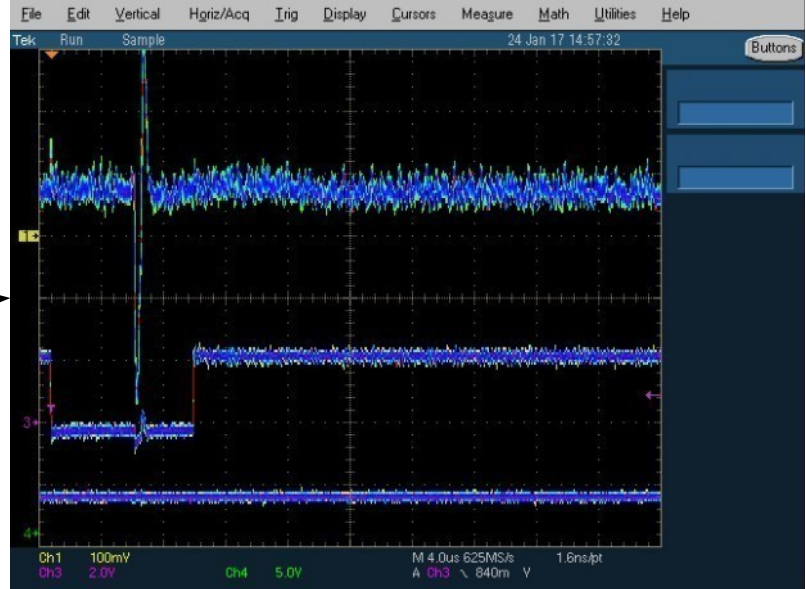 File Edit Vertical Horiz/Acq Trig Display Cursors Measure Math Utilities Help
Tek Run Sample 24 Jan 17 14:57:32 Buttons
1
T
3
4
Ch1 100mV M 4.0us 625MS/s 1.6ns/pt
Ch3 2.0V Ch4 5.0V A Ch3 \ 840m V